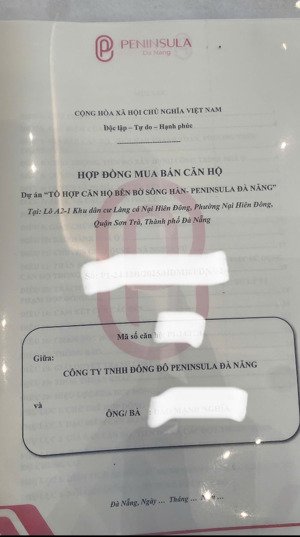 PENINSULA
Da Nang
CỘNG HÒA XÃ HỘI CHỦ NGHĨA VIỆT NAM
Độc lập – Tự do – Hạnh phúc
HỢP ĐỒNG MUA BÁN CĂN HỘ
Dự án “TỔ HỢP CĂN HỘ BÊN BỜ SÔNG HÀN- PENINSULA ĐÀ NẴNG”
Tại: Lô A2-1 Khu dân cư Làng cá Nại Hiên Đông, Phường Nại Hiên Đông,
Quận Sơn Trà, Thành phố Đà Nẵng
Mã số căn
Giữa:
CÔNG TY TNHH ĐÔNG ĐÔ PENINSULA ĐÀ NẴNG
và
ÔNG/ BÀ
Đà Nẵng, Ngày ... Tháng ... Năm ...